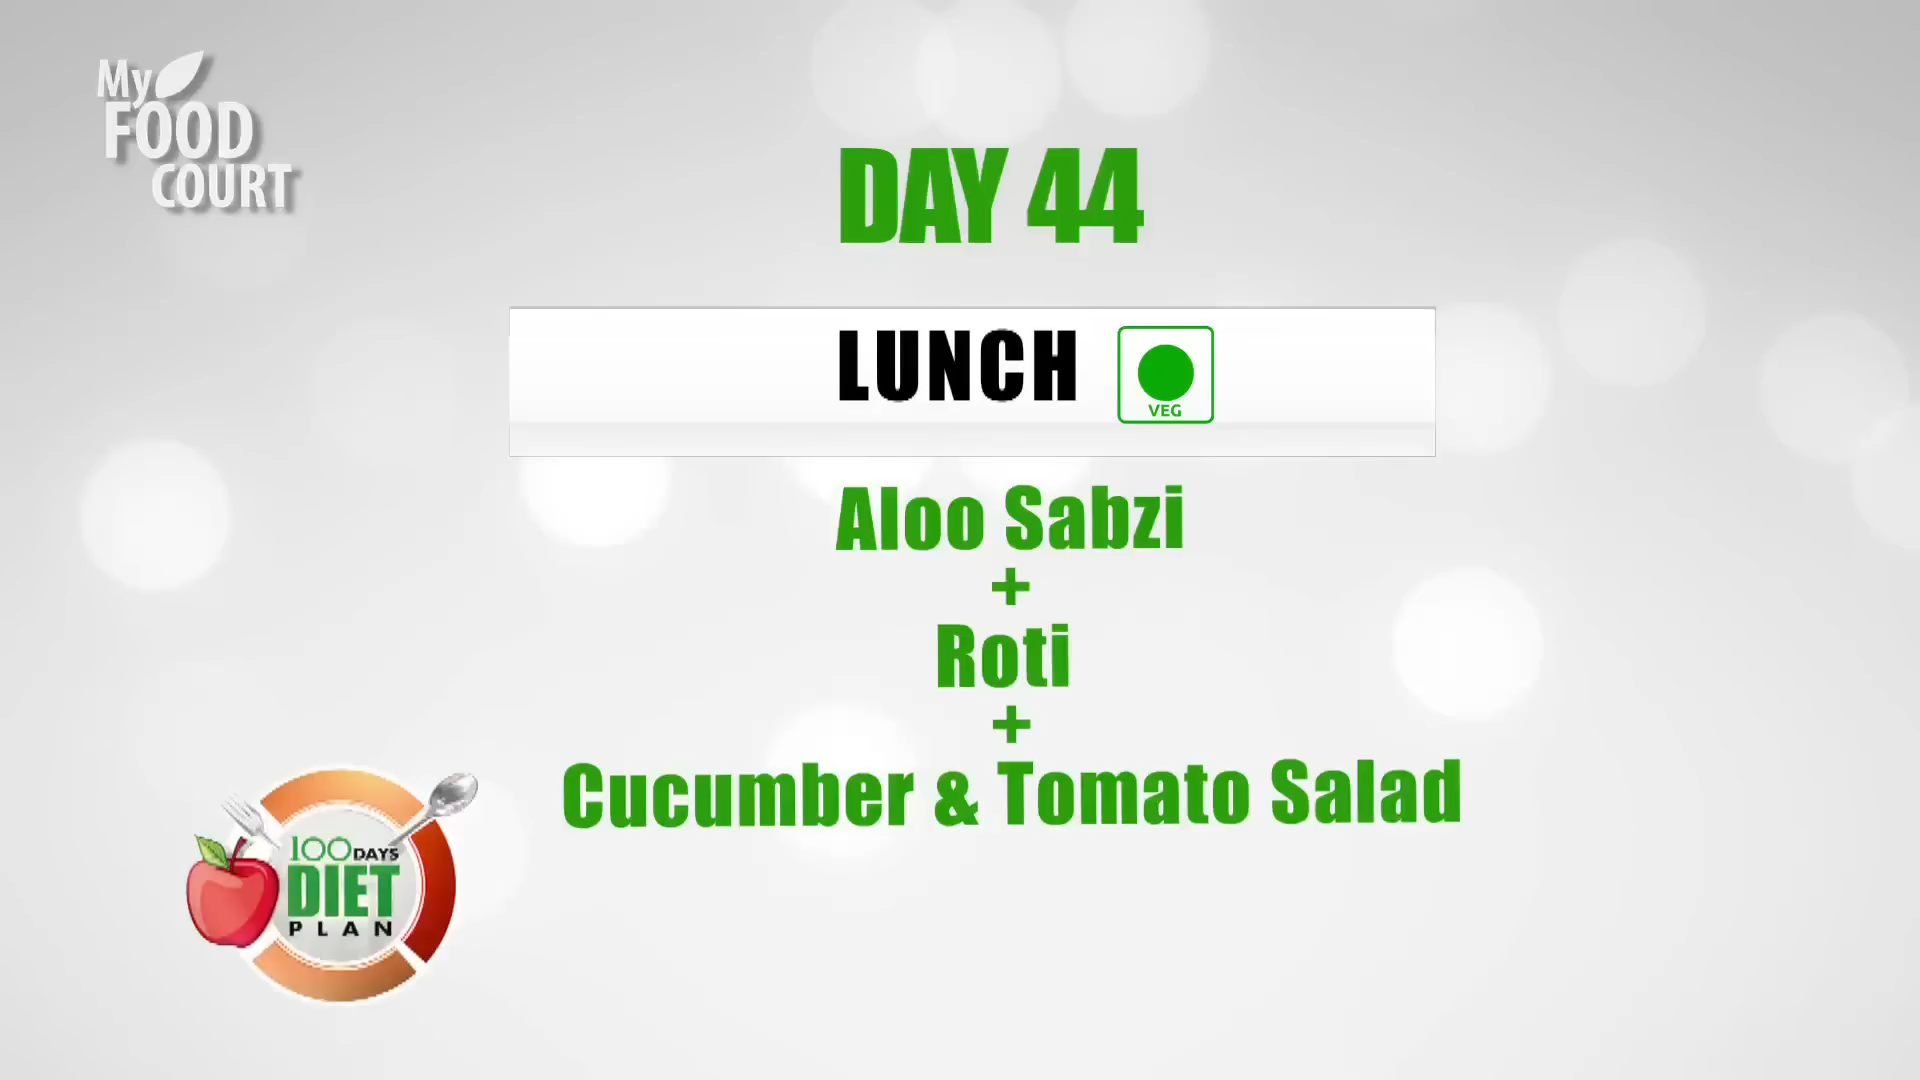 My
FOOD
COURT
DAY 44
LUNCH
VEG
Aloo Sabzi
+
Roti
+
Cucumber & Tomato Salad
100 DAYS
DIET
PLAN